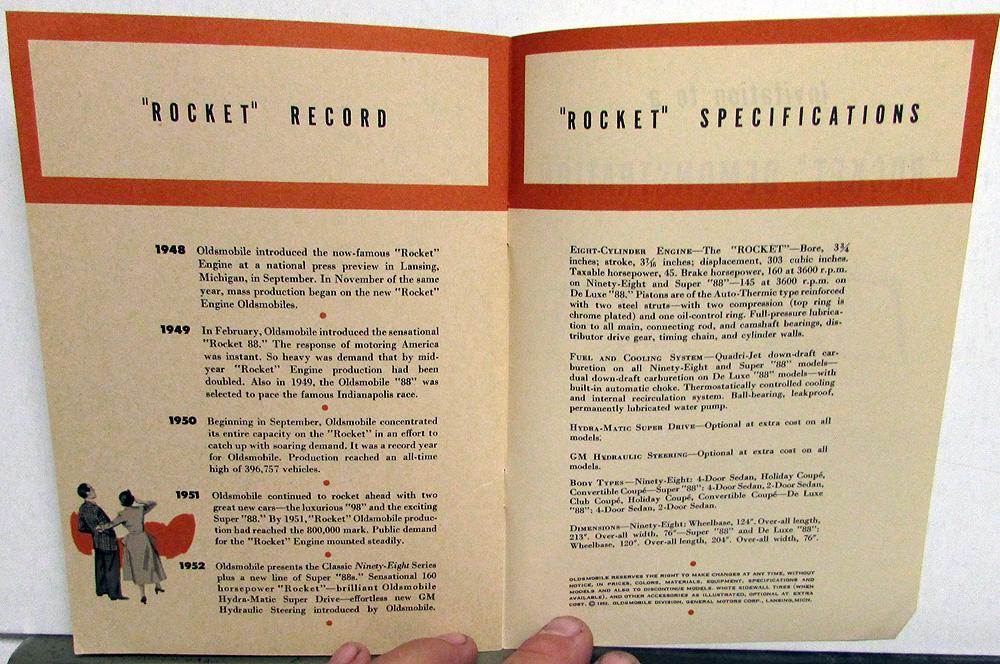 "ROCKET" RECORD
1948 Oldsmobile introduced the now-famous "Rocket"
Engine at a national press preview in Lansing,
Michigan, in September. In November of the same
year, mass production began on the new "Rocket"
Engine Oldsmobiles.
1949 In February, Oldsmobile introduced the sensational
"Rocket 88." The response of motoring America
was instant. So heavy was demand that by mid-
year "Rocket" Engine production had been
doubled. Also in 1949, the Oldsmobile "88" was
selected to pace the famous Indianapolis race.
1950 Beginning in September, Oldsmobile concentrated
its entire capacity on the "Rocket" in an effort to
catch up with soaring demand. It was a record year
for Oldsmobile. Production reached an all-time
high of 396,757 vehicles.
1951 Oldsmobile continued to rocket ahead with two
great new cars—the luxurious "98" and the exciting
Super "88." By 1951, "Rocket" Oldsmobile produc-
tion had reached the 800,000 mark. Public demand
for the "Rocket" Engine mounted steadily.
1952 Oldsmobile presents the Classic Ninety-Eight Series
plus a new line of Super "88s." Sensational 160
horsepower "Rocket"—brilliant Oldsmobile
Hydra-Matic Super Drive—effortless new GM
Hydraulic Steering introduced by Oldsmobile.
"ROCKET" SPECIFICATIONS
EIGHT-CYLINDER ENGINE—The "ROCKET"—Bore, 3¾
inches; stroke, 3 7/16 inches; displacement, 303 cubic inches.
Taxable horsepower, 45. Brake horsepower, 160 at 3600 r.p.m.
on Ninety-Eight and Super "88"—145 at 3600 r.p.m. on
De Luxe "88." Pistons are of the Auto-Thermic type reinforced
with two steel struts—with two compression (top ring is
chrome plated) and one oil-control ring. Full-pressure lubrica-
tion to all main, connecting rod, and camshaft bearings, dis-
tributor drive gear, timing chain, and cylinder walls.
FUEL AND COOLING SYSTEM—Quadri-Jet down-draft car-
buretion on all Ninety-Eight and Super "88" models—
dual down-draft carburetion on De Luxe "88" models—with
built-in automatic choke. Thermostatically controlled cooling
and internal recirculation system. Ball-bearing, leakproof,
permanently lubricated water pump.
HYDRA-MATIC SUPER DRIVE—Optional at extra cost on all
models.
GM HYDRAULIC STEERING—Optional at extra cost on all
models.
BODY TYPES—Ninety-Eight: 4-Door Sedan, Holiday Coupé,
Convertible Coupé—Super "88": 4-Door Sedan, 2-Door Sedan,
Club Coupé, Holiday Coupé, Convertible Coupé—De Luxe
"88": 4-Door Sedan, 2-Door Sedan.
DIMENSIONS—Ninety-Eight: Wheelbase, 124". Over-all length,
213". Over-all width, 76"—Super "88" and De Luxe "88":
Wheelbase, 120". Over-all length, 204". Over-all width, 76".
OLDSMOBILE RESERVES THE RIGHT TO MAKE CHANGES AT ANY TIME, WITHOUT
NOTICE, IN PRICES, COLORS, MATERIALS, EQUIPMENT, SPECIFICATIONS AND
MODELS AND ALSO TO DISCONTINUE MODELS. WHITE SIDEWALL TIRES (WHEN
AVAILABLE), AND OTHER ACCESSORIES AS ILLUSTRATED, OPTIONAL AT EXTRA
COST. © 1952, OLDSMOBILE DIVISION, GENERAL MOTORS CORP., LANSING, MICH.